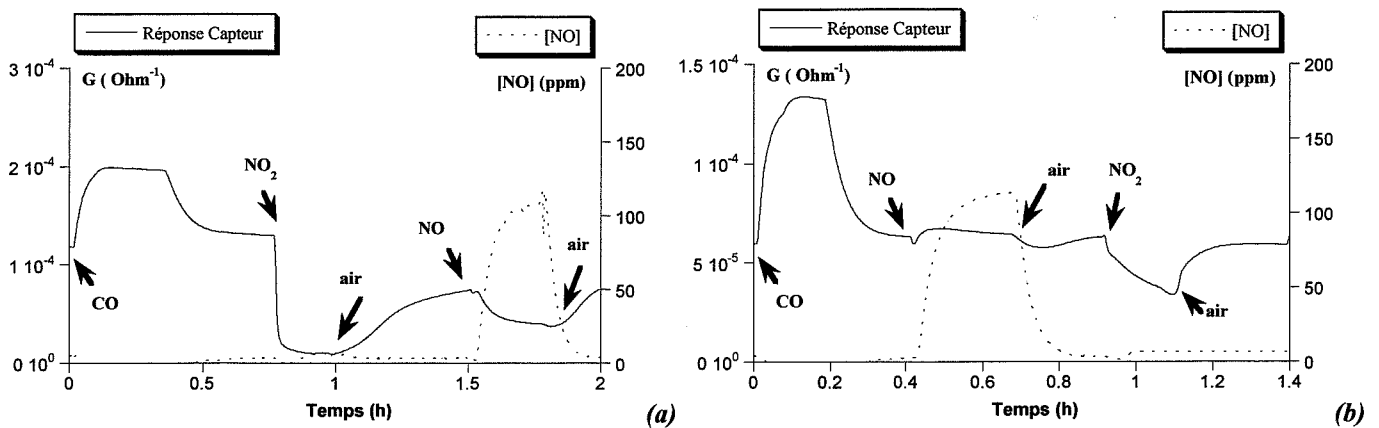 Réponse Capteur
[NO]
G ( Ohm⁻¹)
[NO] (ppm)
3 10⁻⁴
2 10⁻⁴
1 10⁻⁴
0 10⁰
200
150
100
50
0
CO
NO₂
air
NO
air
0
0.5
1
1.5
2
Temps (h)
(a)
Réponse Capteur
[NO]
G ( Ohm⁻¹)
[NO] (ppm)
1.5 10⁻⁴
1 10⁻⁴
5 10⁻⁵
0 10⁰
200
150
100
50
0
CO
NO
air
NO₂
air
0
0.2
0.4
0.6
0.8
1
1.2
1.4
Temps (h)
(b)